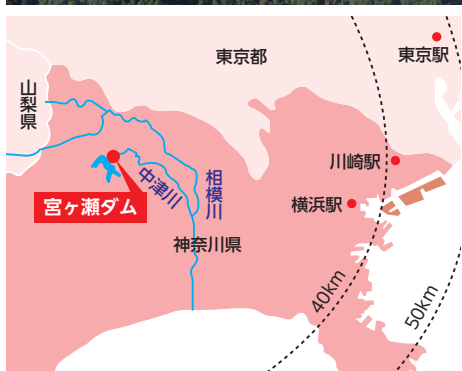 東京都
東京駅
山梨県
川崎駅
中津川
相模川
宮ヶ瀬ダム
横浜駅
神奈川県
40km
50km